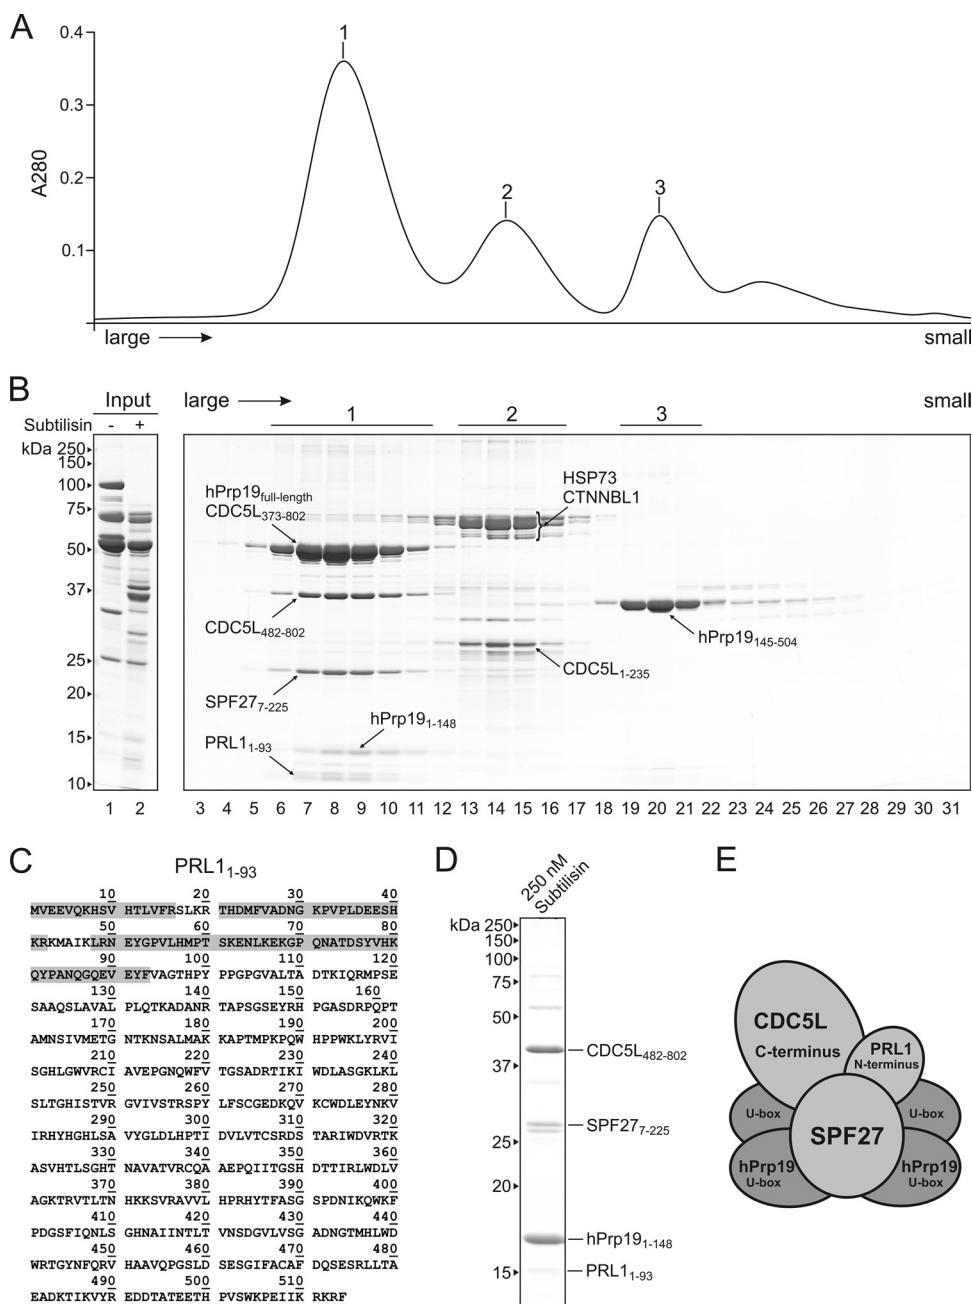 A
0.4
0.3
0.2
0.1
A280
1
2
3
large
small
B
Input
Subtilisin - +
kDa 250
150
100
75
50
37
25
20
15
10
large
small
1
2
3
hPrp19full-length
CDC5L373-802
CDC5L482-802
SPF277-225
PRL11-93
hPrp191-148
HSP73
CTNNBL1
CDC5L1-235
hPrp19145-504
1 2 3 4 5 6 7 8 9 10 11 12 13 14 15 16 17 18 19 20 21 22 23 24 25 26 27 28 29 30 31
C
PRL11-93
10 20 30 40
MVEEVQKHSV HTLVFRSLKR THDMFVADNG KPVPLDEESH
50 60 70 80
KRKMAIKLRN EYGPVLHMPT SKENLKEKGP QNATDSYVHK
90 100 110 120
QYPANQGQEV EYFVAGTHPY PPGPGVALTA DTKIQRMPSE
130 140 150 160
SAAQSLAVAL PLQTKADANR TAPSGSEYRH PGASDRPQPT
170 180 190 200
AMNSIVMETG NTKNSALMAK KAPTMPKPQW HPPWKLYRVI
210 220 230 240
SGHLGWVRCI AVEPGNQWFV TGSADRTIKI WDLASGKLKL
250 260 270 280
SLTGHISTVR GVIVSTRSPY LFSCGEDKQV KCWDLEYNKV
290 300 310 320
IRHYHGHLSA VYGLDLHPTI DVLVTCSRDS TARIWDVRTK
330 340 350 360
ASVHTLSGHT NAVATVRCQA AEPQIITGSH DTTIRLWDLV
370 380 390 400
AGKTRVTLTN HKKSVRAVVL HPRHYTFASG SPDNIKQWKF
410 420 430 440
PDGSFIQNLS GHNAIINTLT VNSDGVLVSG ADNGTMHLWD
450 460 470 480
WRTGYNFQRV HAAVQPGSLD SESGIFACAF DQSESRLLTA
490 500 510
EADKTIKVYR EDDTATEETH PVSWKPEIIK RKRF
D
250 nM
Subtilisin
kDa 250
150
100
75
50
37
25
20
15
CDC5L482-802
SPF277-225
hPrp191-148
PRL11-93
E
CDC5L
C-terminus
PRL1
N-terminus
U-box
U-box
SPF27
hPrp19
U-box
hPrp19
U-box